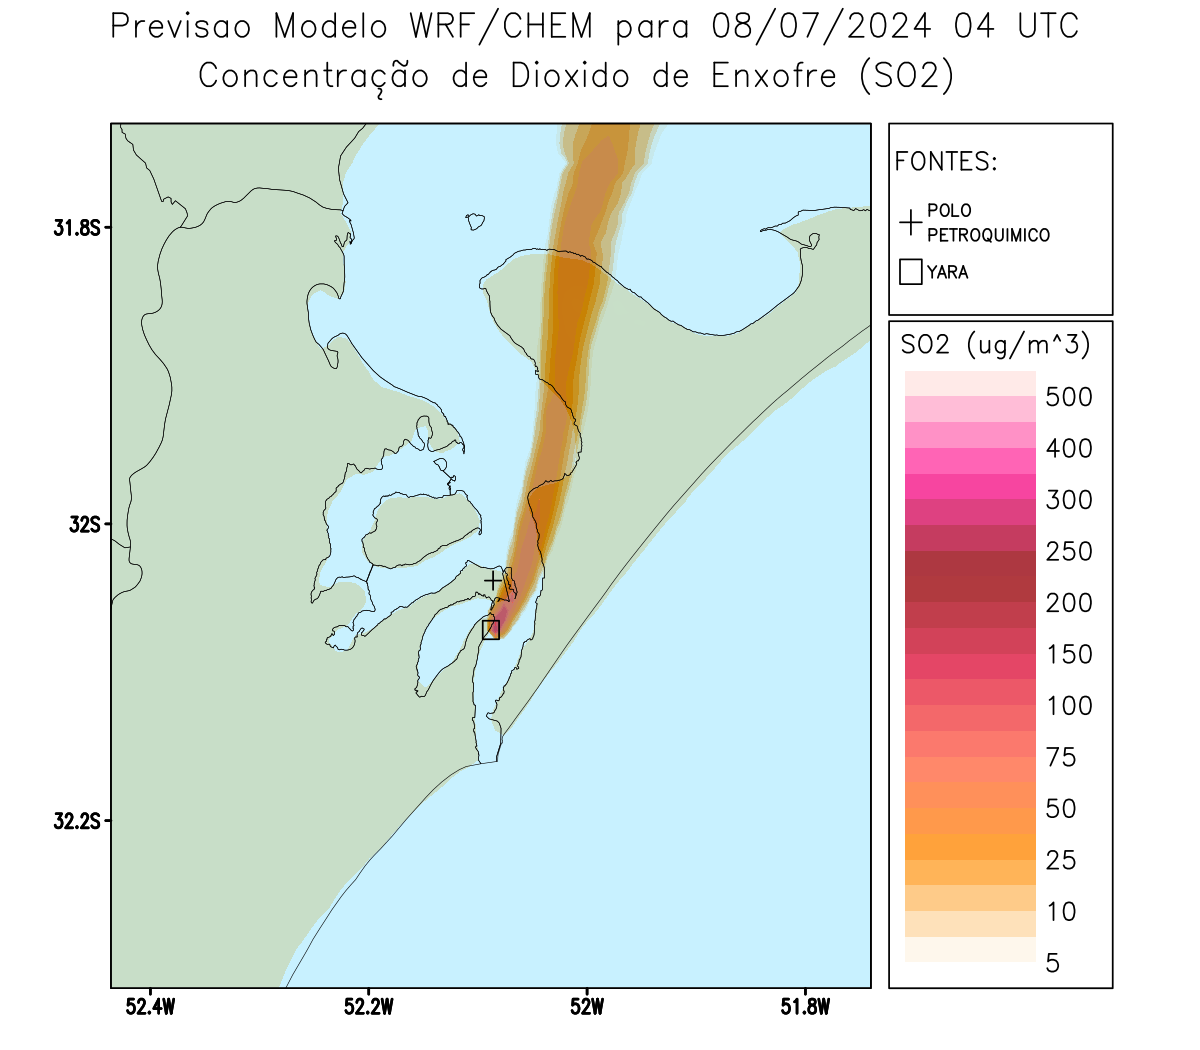 Previsao Modelo WRF/CHEM para 08/07/2024 04 UTC
Concentração de Dioxido de Enxofre (SO2)
FONTES:
POLO
PETROQUIMICO
YARA
SO2 (ug/m^3)
500
400
300
250
200
150
100
75
50
25
10
5
31.8S
32S
32.2S
52.4W
52.2W
52W
51.8W